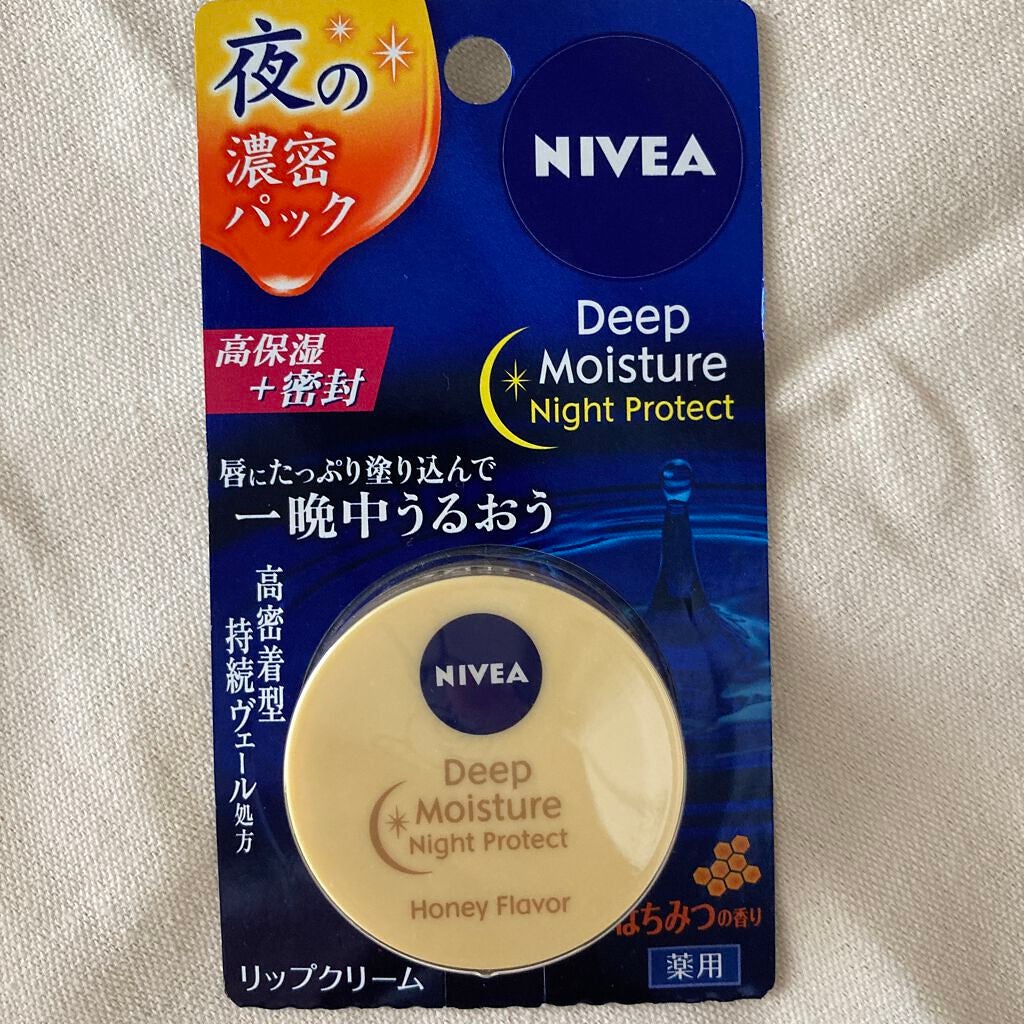 夜の
濃密
パック
NIVEA
Deep
Moisture
Night Protect
高保湿
+密封
唇にたっぷり塗り込んで
一晩中うるおう
高密着型
持続ヴェール処方
NIVEA
Deep
Moisture
Night Protect
Honey Flavor
はちみつの香り
リップクリーム
薬用